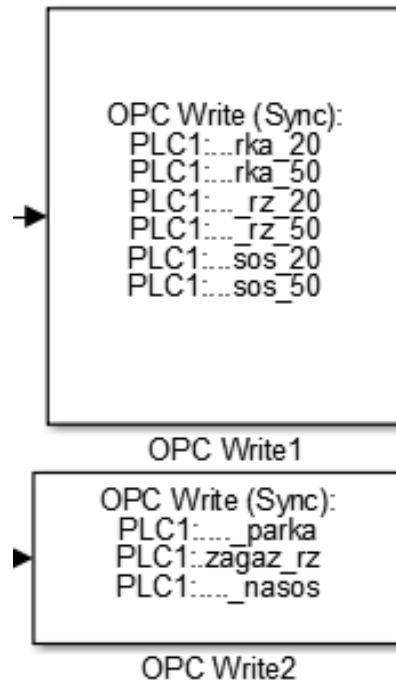 OPC Write (Sync):
PLC1:...rka_20
PLC1:...rka_50
PLC1:... _rz_20
PLC1:... _rz_50
PLC1:...sos_20
PLC1:...sos_50
OPC Write1
OPC Write (Sync):
PLC1:...._parka
PLC1:.zagaz_rz
PLC1:...._nasos
OPC Write2